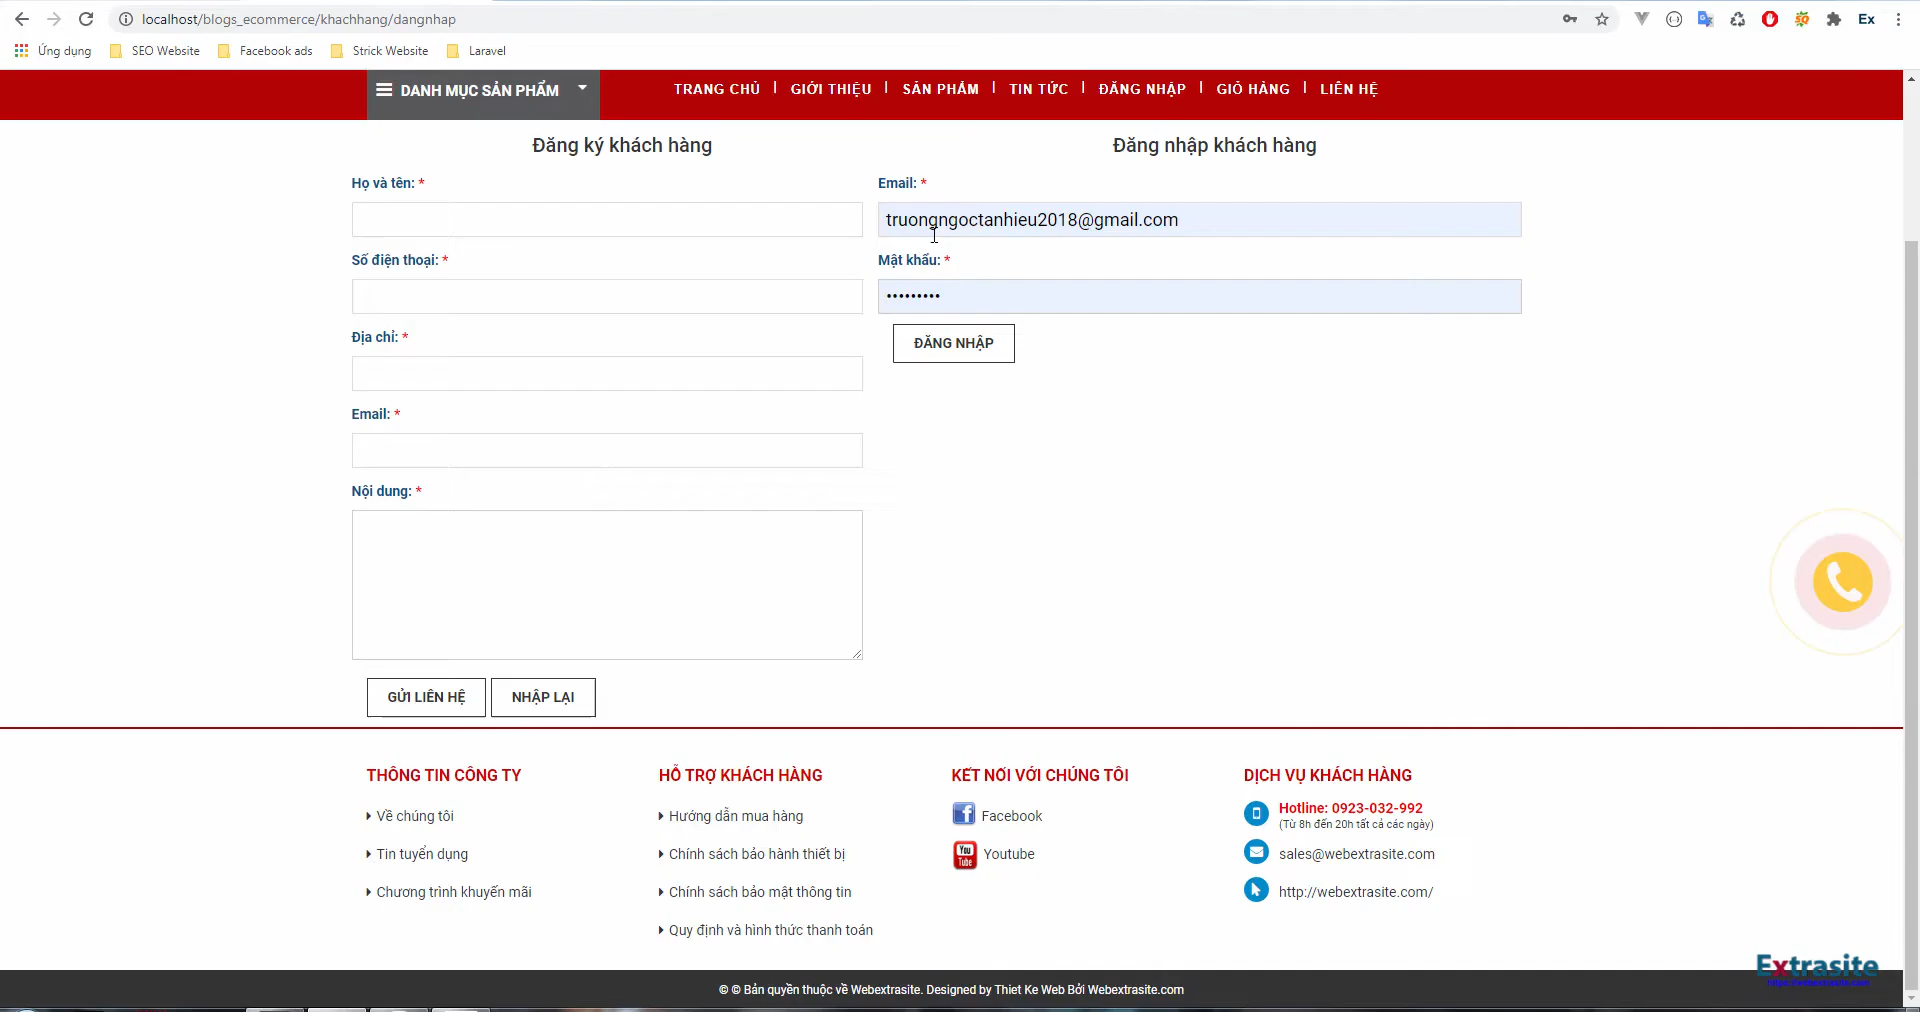 localhost/blogs_ecommerce/khachhang/dangnhap
Ex
Ứng dụng
SEO Website
Facebook ads
Strick Website
Laravel
DANH MỤC SẢN PHẨM
TRANG CHỦ
GIỚI THIỆU
SẢN PHẨM
TIN TỨC
ĐĂNG NHẬP
GIỎ HÀNG
LIÊN HỆ
Đăng ký khách hàng
Họ và tên: *
Số điện thoại: *
Địa chỉ: *
Email: *
Nội dung: *
GỬI LIÊN HỆ
NHẬP LẠI
Đăng nhập khách hàng
Email: *
truongngoctanhieu2018@gmail.com
Mật khẩu: *
•••••••••
ĐĂNG NHẬP
THÔNG TIN CÔNG TY
Về chúng tôi
Tin tuyển dụng
Chương trình khuyến mãi
HỖ TRỢ KHÁCH HÀNG
Hướng dẫn mua hàng
Chính sách bảo hành thiết bị
Chính sách bảo mật thông tin
Quy định và hình thức thanh toán
KẾT NỐI VỚI CHÚNG TÔI
Facebook
You Tube
Youtube
DỊCH VỤ KHÁCH HÀNG
Hotline: 0923-032-992
(Từ 8h đến 20h tất cả các ngày)
sales@webextrasite.com
http://webextrasite.com/
Extrasite
© © Bản quyền thuộc về Webextrasite. Designed by Thiet Ke Web Bởi Webextrasite.com